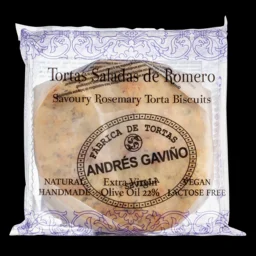 Tortas Saladas de Romero
Savoury Rosemary Torta Biscuits
FÁBRICA DE TORTAS
ANDRÉS GAVIÑO
NATURAL Extra Virgin VEGAN
HANDMADE Olive Oil 22% LACTOSE FREE